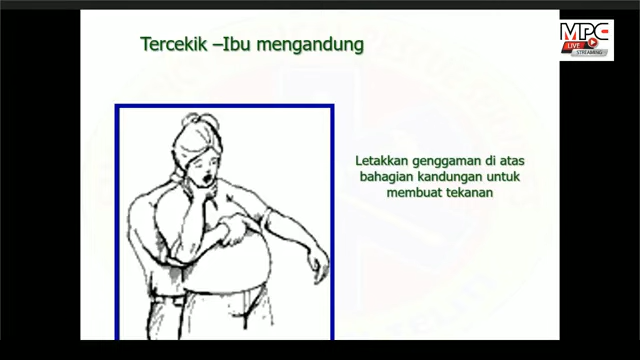 Tercekik –Ibu mengandung
MPC
LIVE
STREAMING
Letakkan genggaman di atas
bahagian kandungan untuk
membuat tekanan